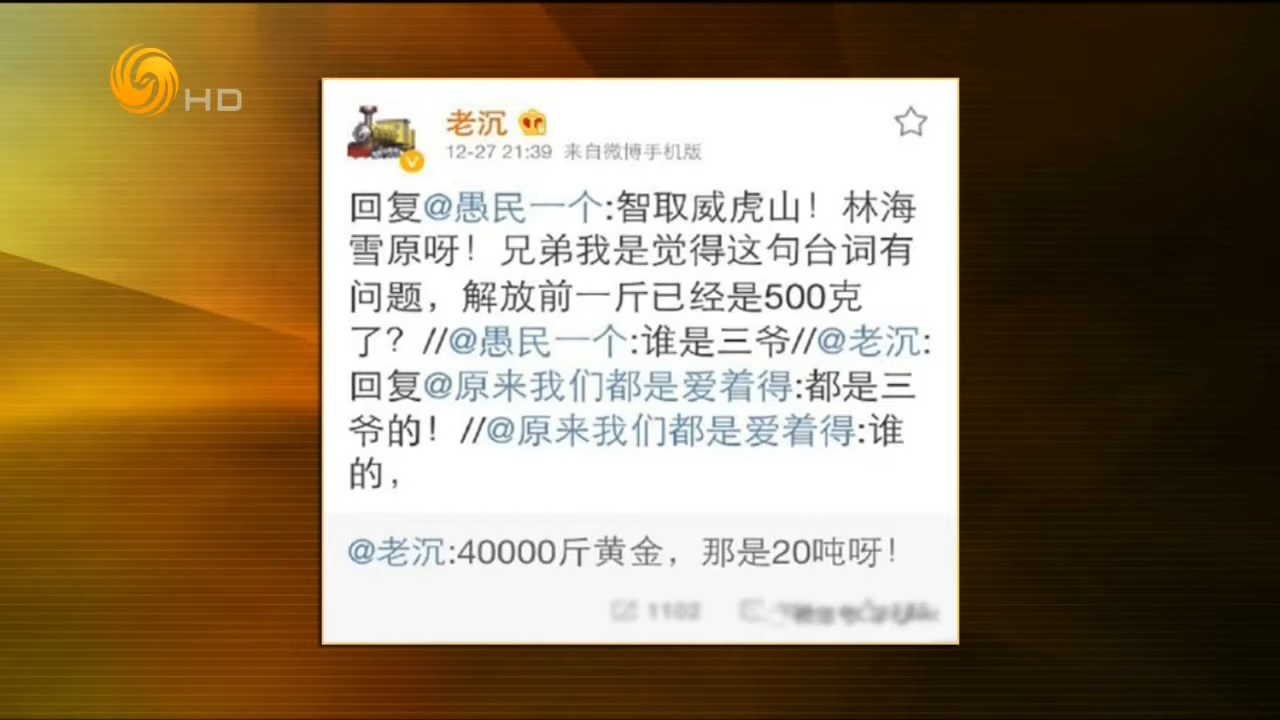 HD
老沉
12-27 21:39 来自微博手机版
回复@愚民一个:智取威虎山！林海
雪原呀！兄弟我是觉得这句台词有
问题，解放前一斤已经是500克
了？//@愚民一个:谁是三爷//@老沉:
回复@原来我们都是爱着得:都是三
爷的！//@原来我们都是爱着得:谁
的，
@老沉:40000斤黄金，那是20吨呀！
1102